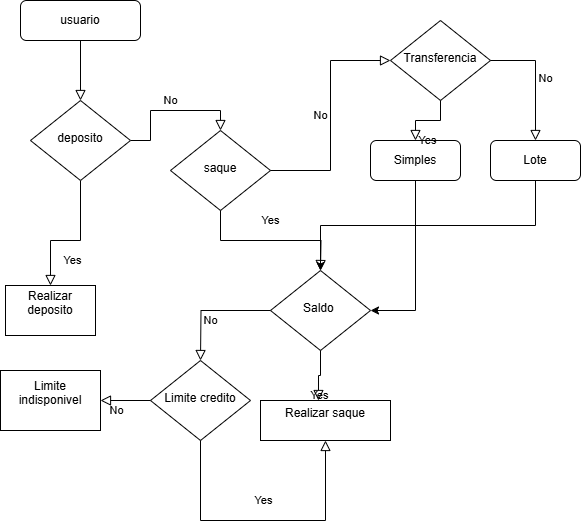 usuario
Transferencia
No
No
No
deposito
Yes
saque
Simples
Lote
Yes
Yes
Realizar
deposito
Saldo
No
Limite
indisponivel
Limite credito
Yes
No
Realizar saque
Yes